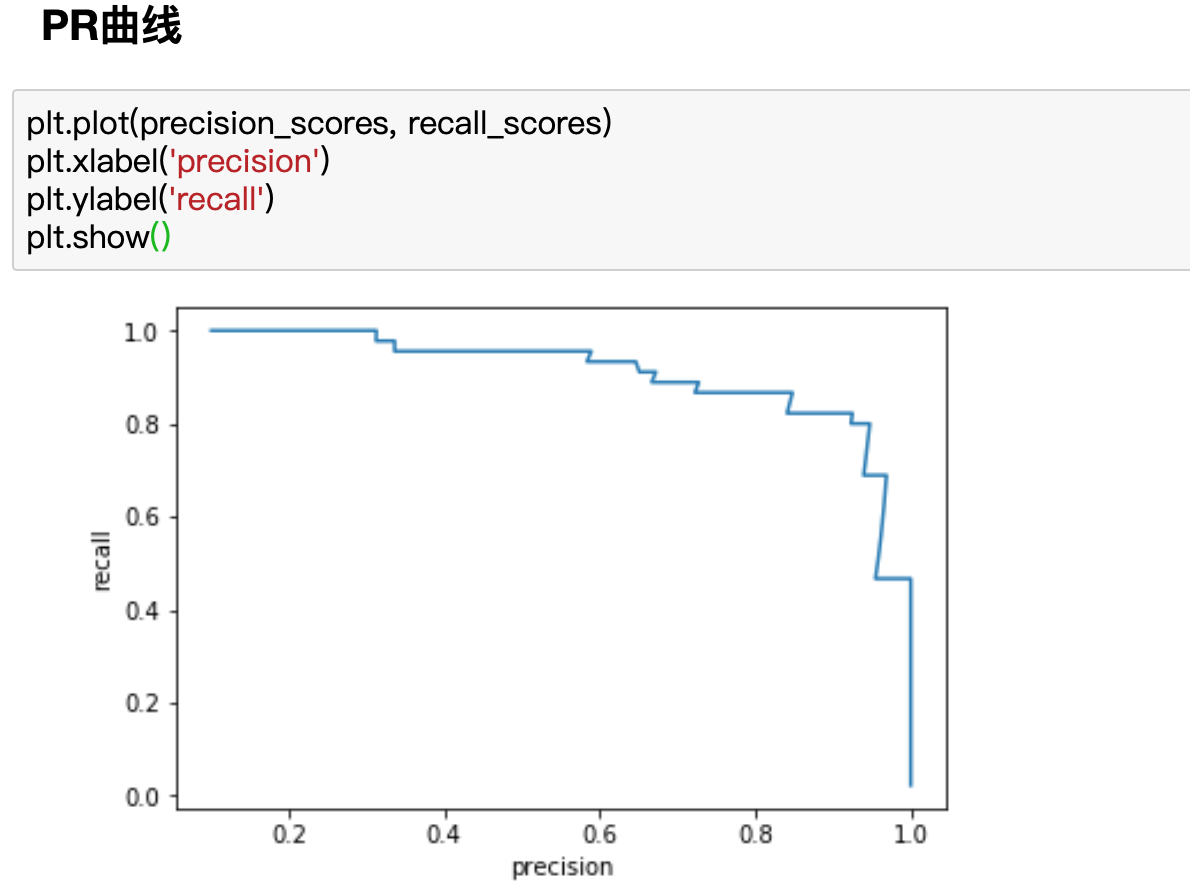 PR曲线
plt.plot(precision_scores, recall_scores)
plt.xlabel('precision')
plt.ylabel('recall')
plt.show()
1.0
0.8
0.6
0.4
0.2
0.0
recall
0.2 0.4 0.6 0.8 1.0
precision